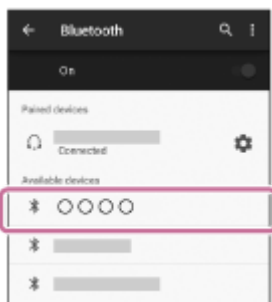 Bluetooth
On
Paired devices
Connected
Available devices
○○○○